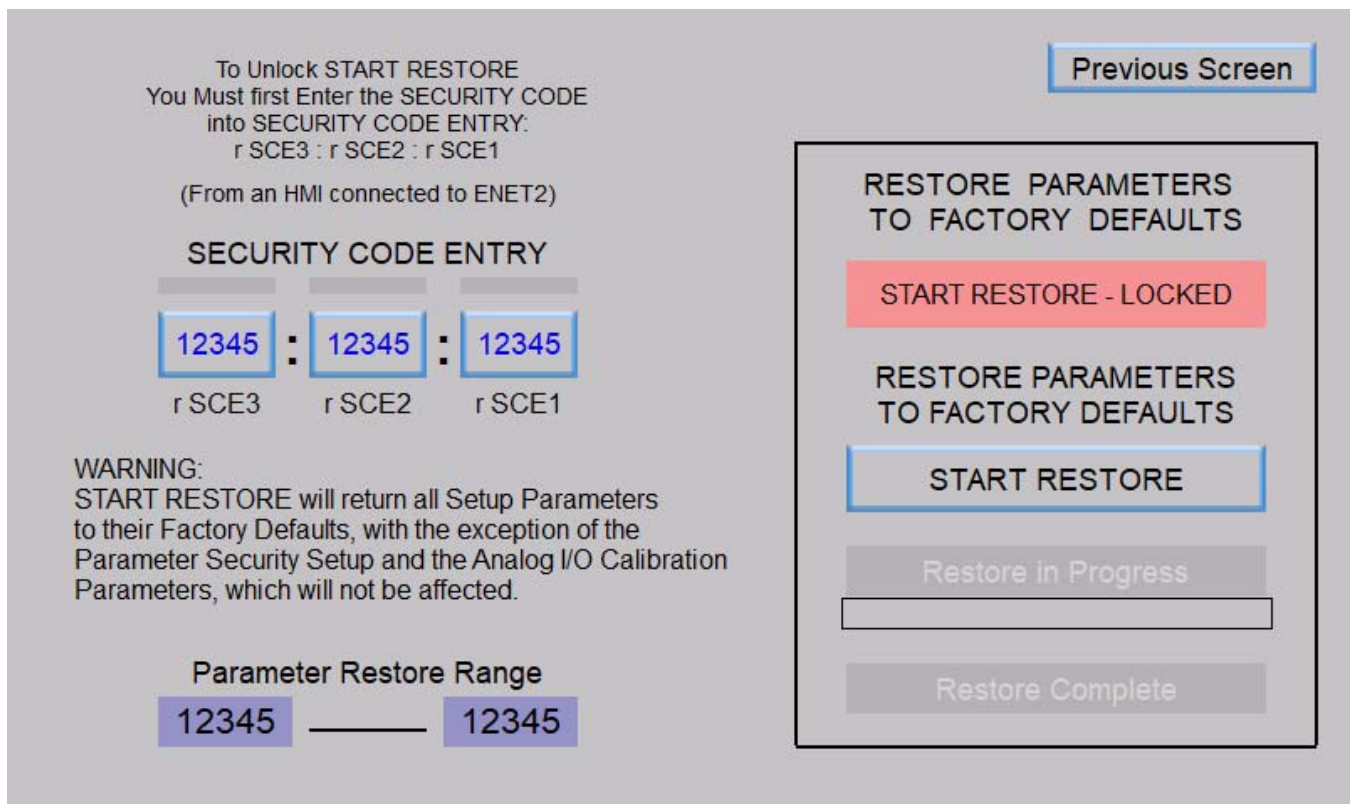 To Unlock START RESTORE
You Must first Enter the SECURITY CODE
into SECURITY CODE ENTRY:
r SCE3 : r SCE2 : r SCE1
(From an HMI connected to ENET2)
SECURITY CODE ENTRY
12345 : 12345 : 12345
r SCE3 r SCE2 r SCE1
WARNING:
START RESTORE will return all Setup Parameters
to their Factory Defaults, with the exception of the
Parameter Security Setup and the Analog I/O Calibration
Parameters, which will not be affected.
Parameter Restore Range
12345 _____ 12345
Previous Screen
RESTORE PARAMETERS
TO FACTORY DEFAULTS
START RESTORE - LOCKED
RESTORE PARAMETERS
TO FACTORY DEFAULTS
START RESTORE
Restore in Progress
Restore Complete